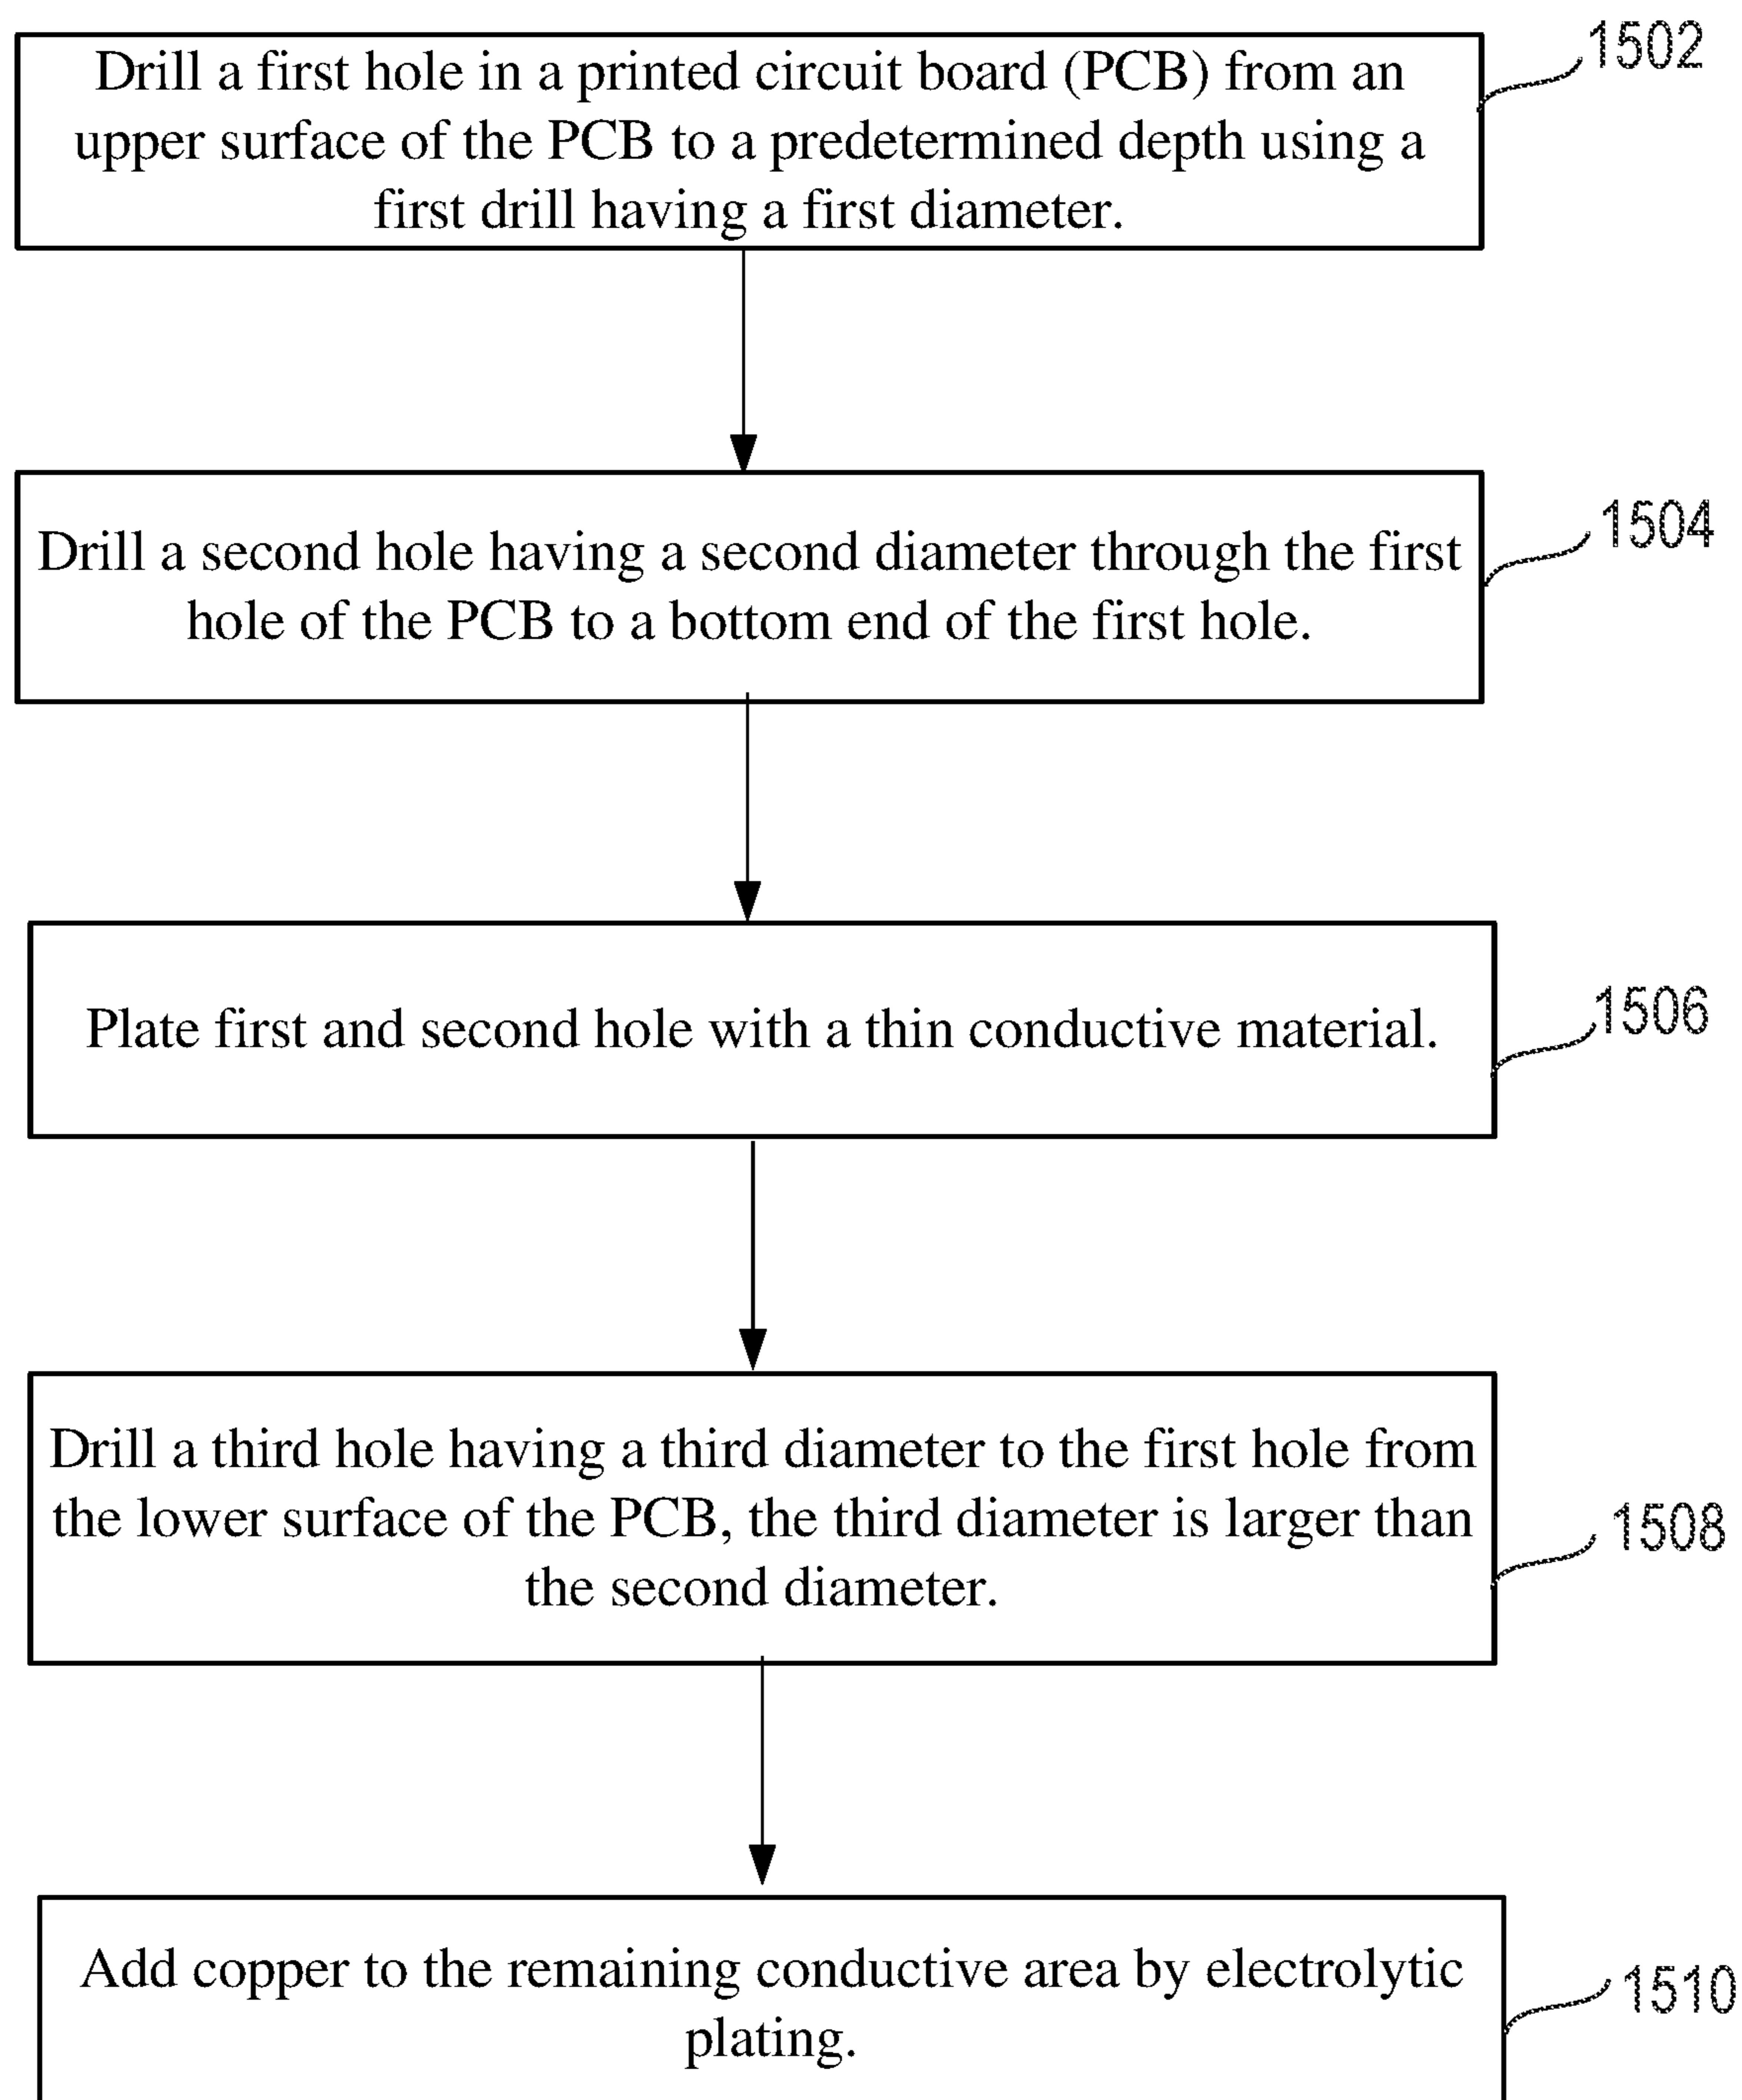 1502
Drill a first hole in a printed circuit board (PCB) from an
upper surface of the PCB to a predetermined depth using a
first drill having a first diameter.
1504
Drill a second hole having a second diameter through the first
hole of the PCB to a bottom end of the first hole.
1506
Plate first and second hole with a thin conductive material.
Drill a third hole having a third diameter to the first hole from
the lower surface of the PCB, the third diameter is larger than
the second diameter.
1508
Add copper to the remaining conductive area by electrolytic
plating.
1510